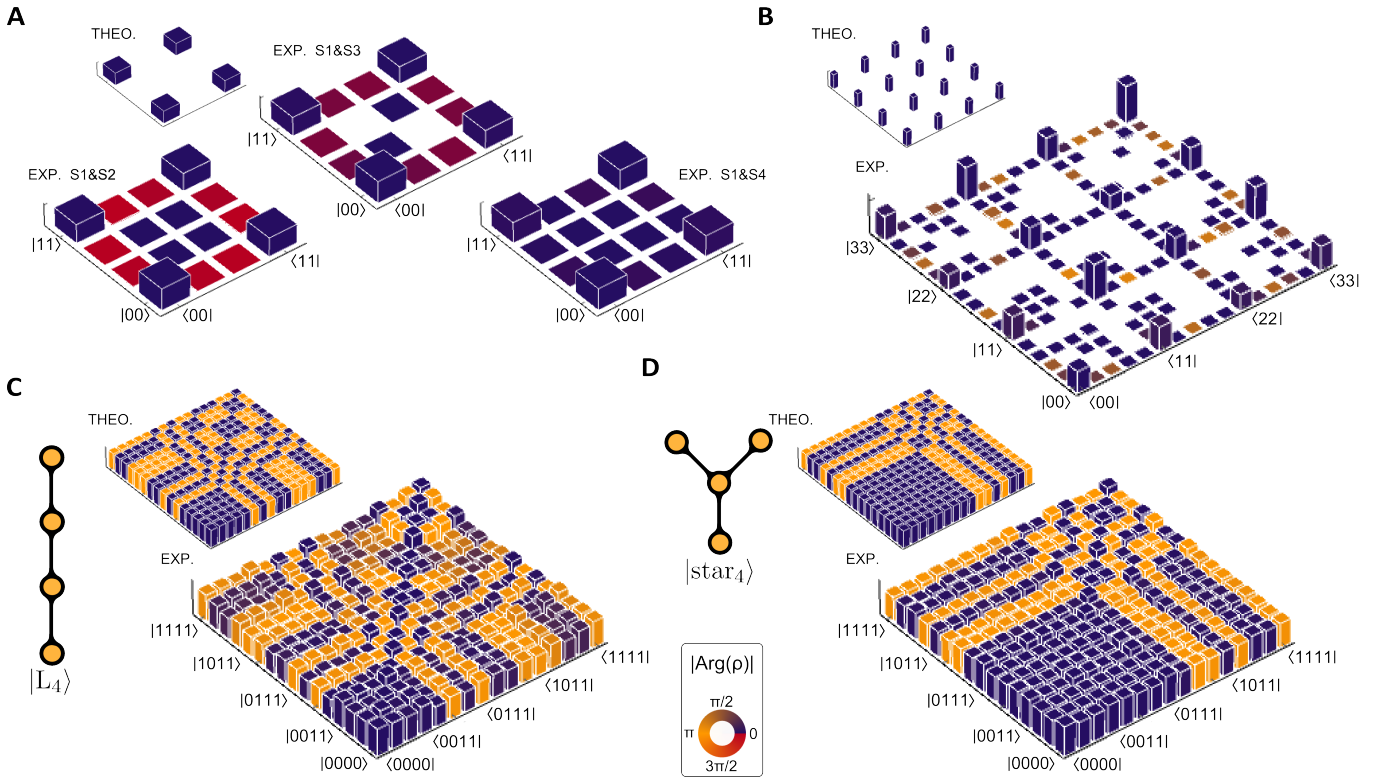 A
THEO.
EXP. S1&S3
|11⟩
⟨11|
|00⟩ ⟨00|
EXP. S1&S2
|11⟩
⟨11|
|00⟩ ⟨00|
EXP. S1&S4
|11⟩
⟨11|
|00⟩ ⟨00|
B
THEO.
EXP.
|33⟩
|22⟩
|11⟩
|00⟩ ⟨00|
⟨11|
⟨22|
⟨33|
C
THEO.
EXP.
|L4⟩
|1111⟩
|1011⟩
|0111⟩
|0011⟩
|0000⟩ ⟨0000|
⟨0011|
⟨0111|
⟨1011|
⟨1111|
D
THEO.
|star4⟩
EXP.
|1111⟩
|1011⟩
|0111⟩
|0011⟩
|0000⟩ ⟨0000|
⟨0011|
⟨0111|
⟨1011|
⟨1111|
|Arg(ρ)|
π/2
π 0
3π/2